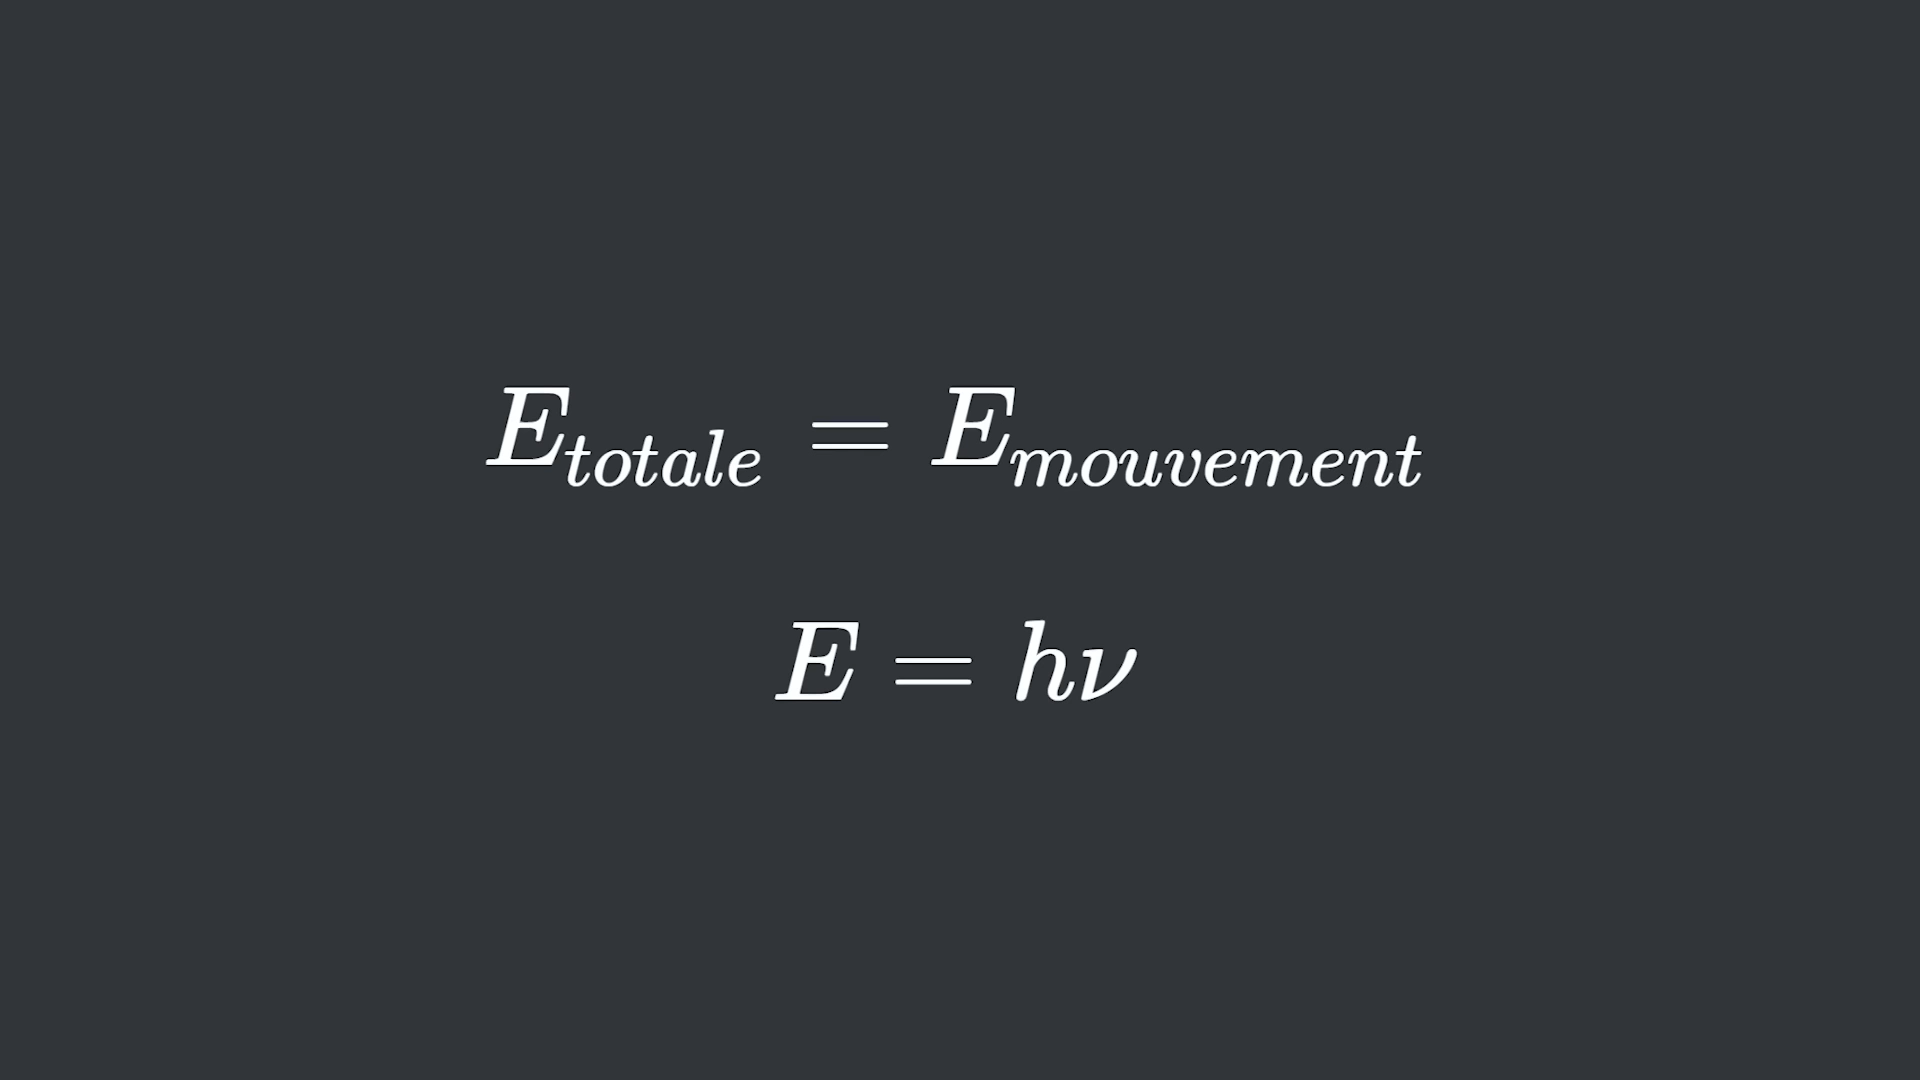 E_totale = E_mouvement
E = hν